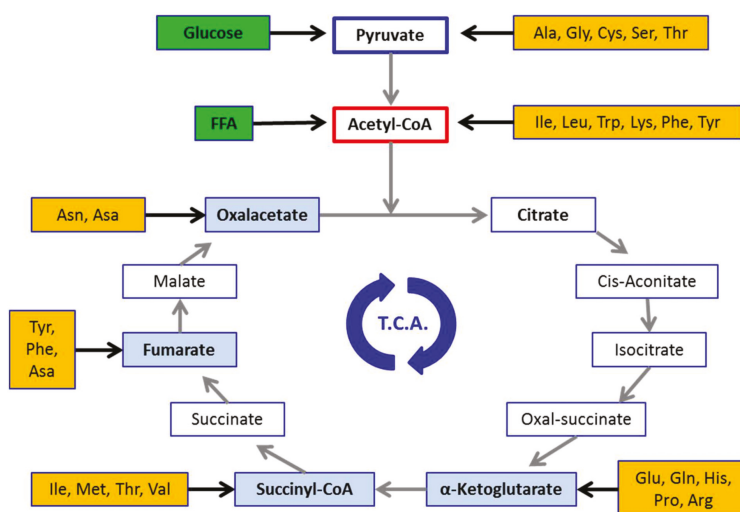 Glucose
Pyruvate
Ala, Gly, Cys, Ser, Thr
FFA
Acetyl-CoA
Ile, Leu, Trp, Lys, Phe, Tyr
Asn, Asa
Oxalacetate
Citrate
Malate
Cis-Aconitate
T.C.A.
Tyr,
Phe,
Asa
Fumarate
Isocitrate
Succinate
Oxal-succinate
Ile, Met, Thr, Val
Succinyl-CoA
α-Ketoglutarate
Glu, Gln, His,
Pro, Arg